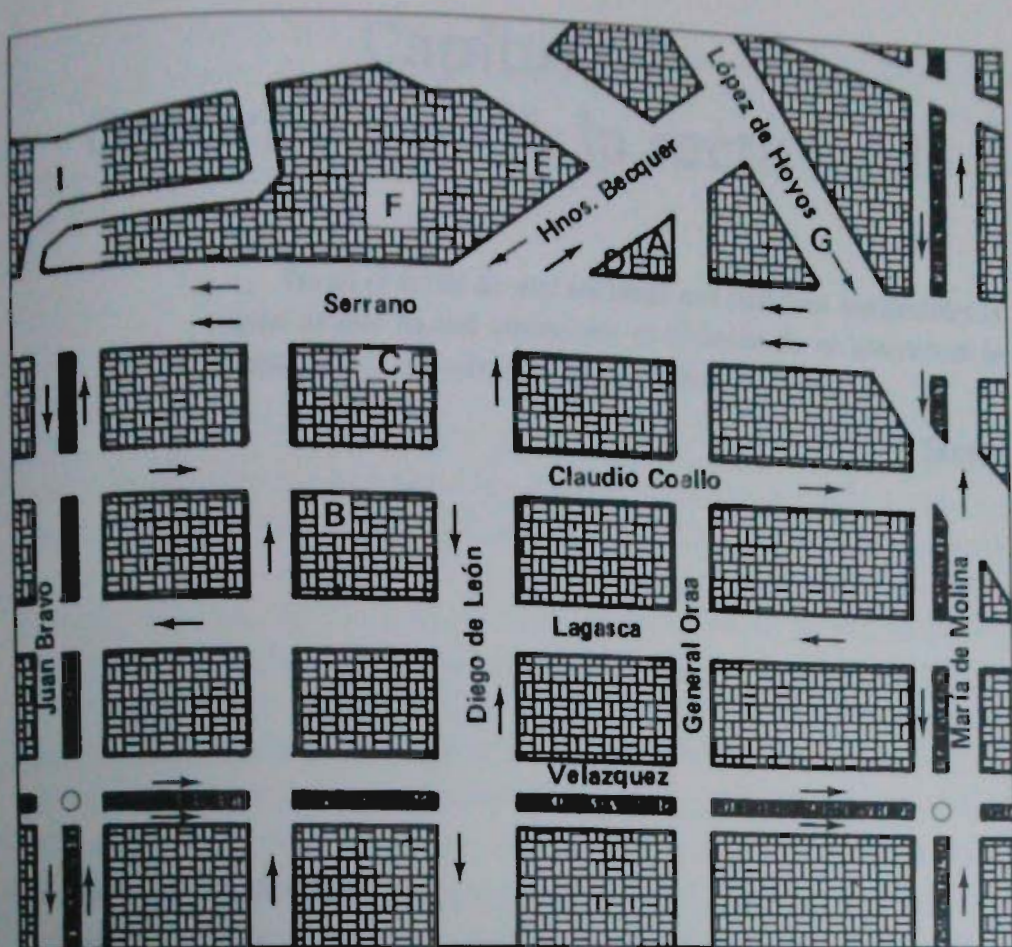 López de Hoyos
G
E
I
F
Hnos. Becquer
A
D
Serrano
C
Claudio Coello
B
Juan Bravo
Diego de León
Lagasca
General Oraa
María de Molina
Velazquez